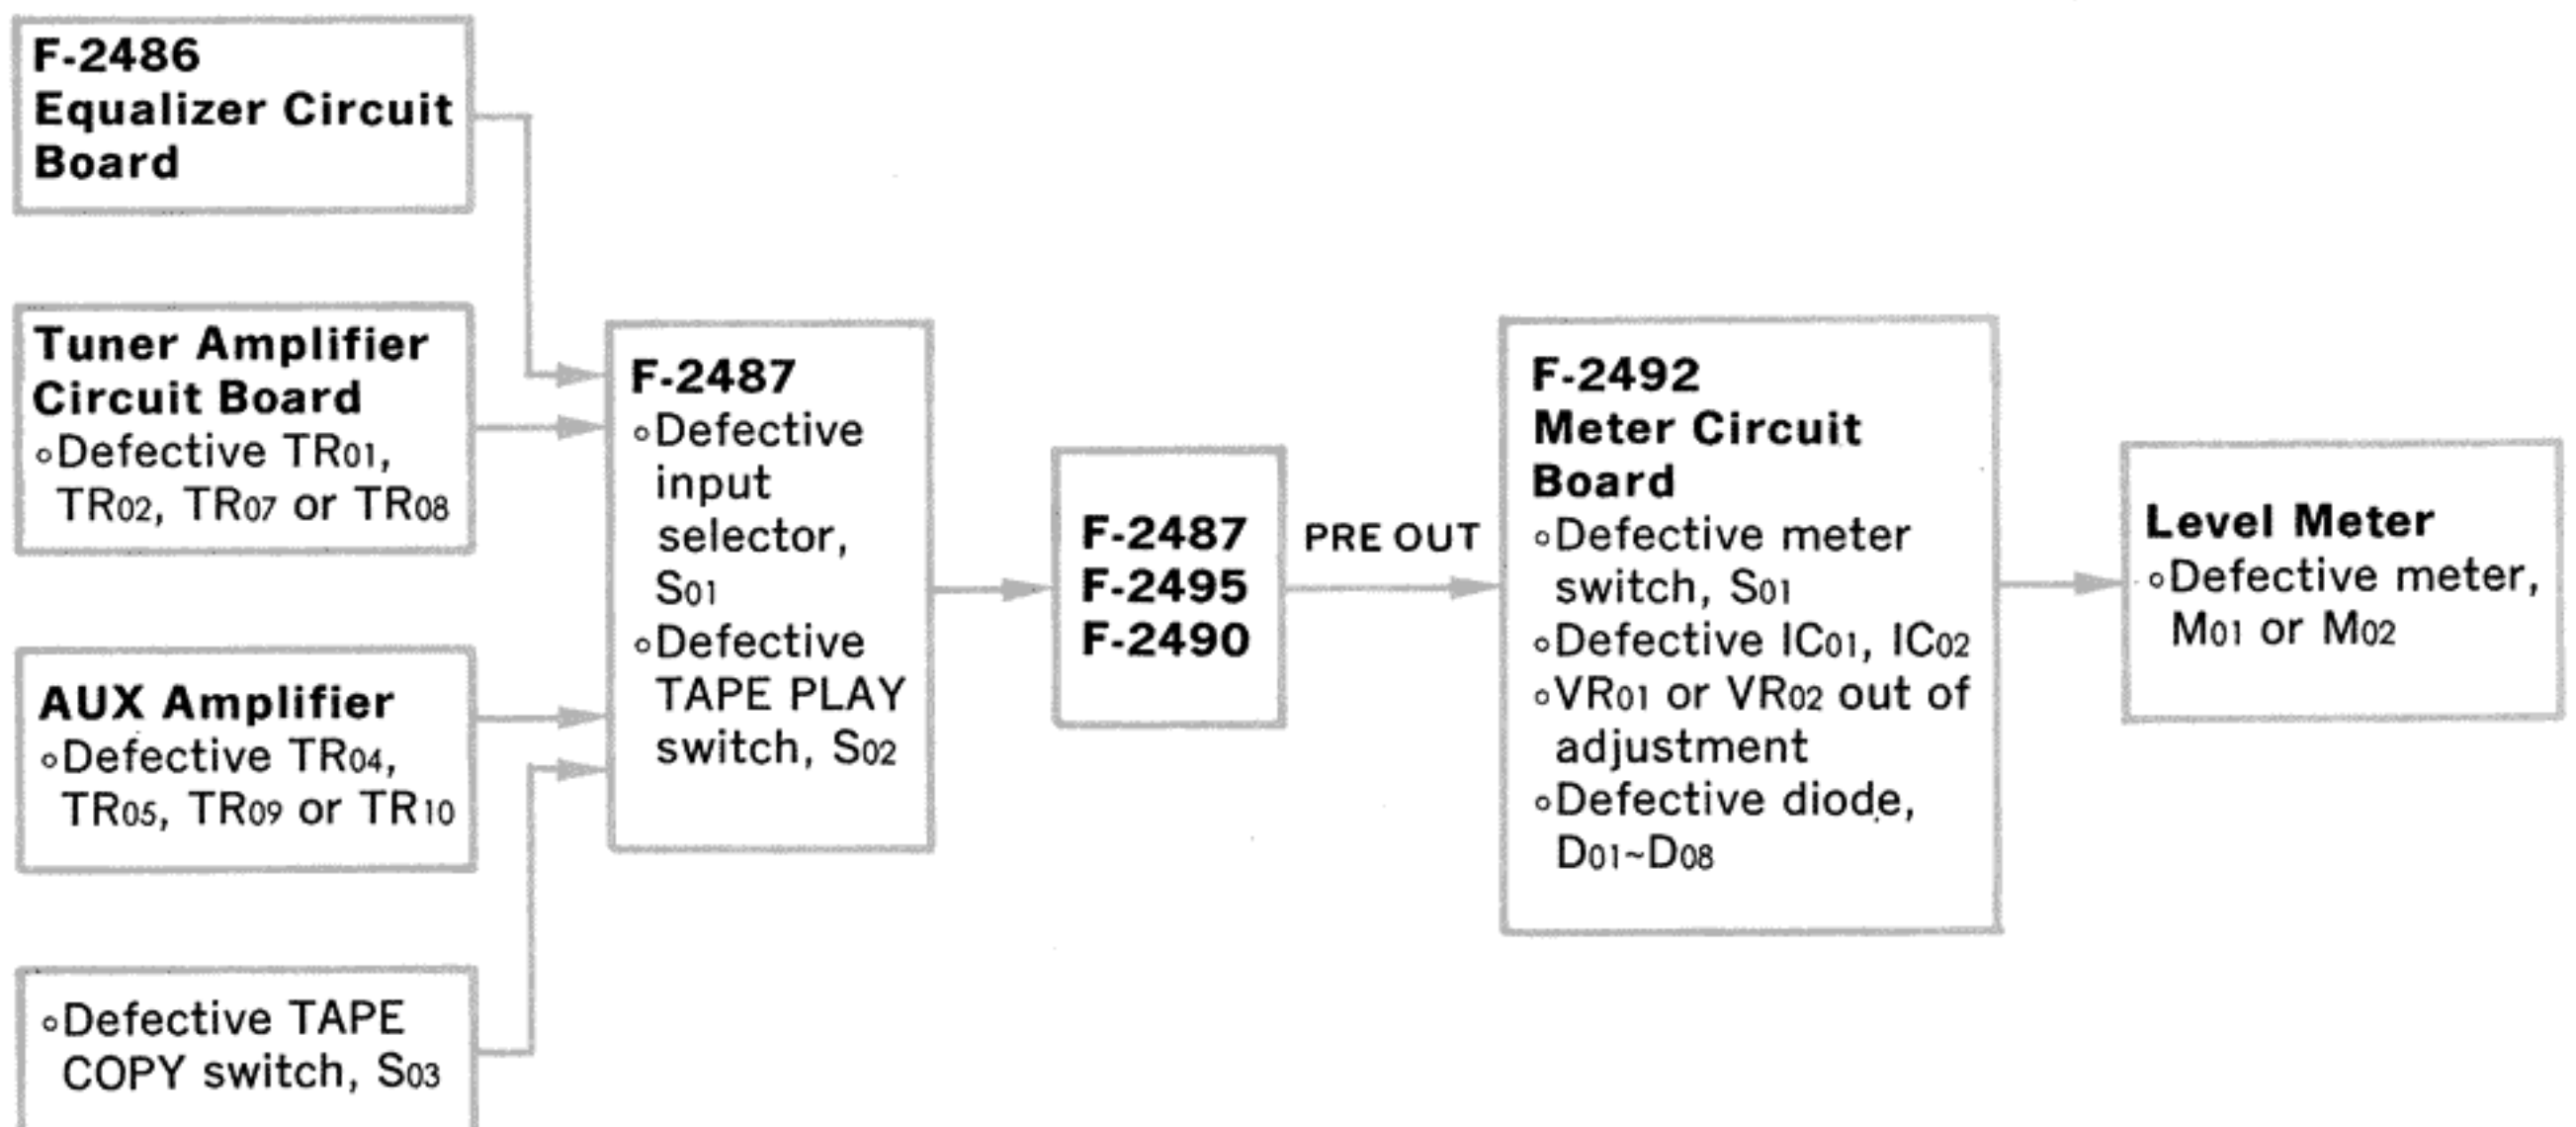 F-2486
Equalizer Circuit
Board
Tuner Amplifier
Circuit Board
◦Defective TR01,
TR02, TR07 or TR08
AUX Amplifier
◦Defective TR04,
TR05, TR09 or TR10
◦Defective TAPE
COPY switch, S03
F-2487
◦Defective
input
selector,
S01
◦Defective
TAPE PLAY
switch, S02
F-2487
F-2495
F-2490
PRE OUT
F-2492
Meter Circuit
Board
◦Defective meter
switch, S01
◦Defective IC01, IC02
◦VR01 or VR02 out of
adjustment
◦Defective diode,
D01~D08
Level Meter
◦Defective meter,
M01 or M02